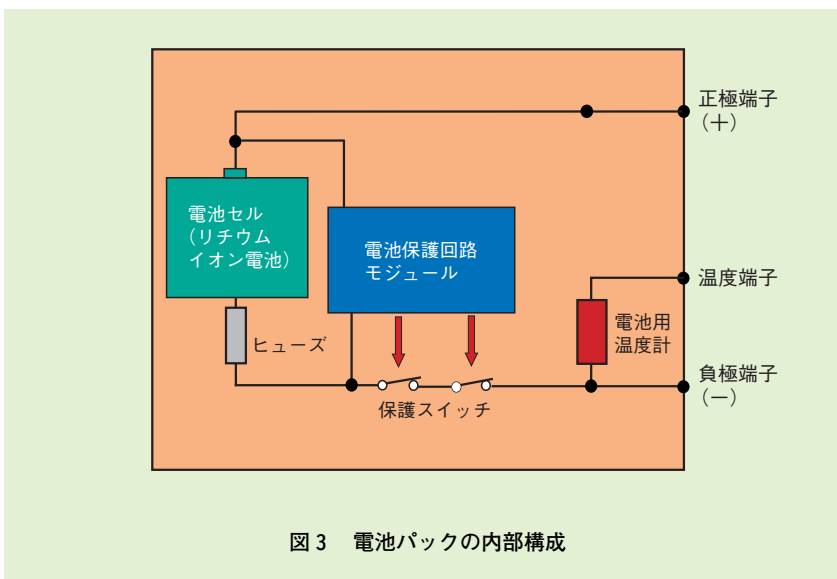 正極端子
（＋）
電池セル
（リチウム
イオン電池）
電池保護回路
モジュール
温度端子
電池用
温度計
ヒューズ
負極端子
（－）
保護スイッチ
図3 電池パックの内部構成